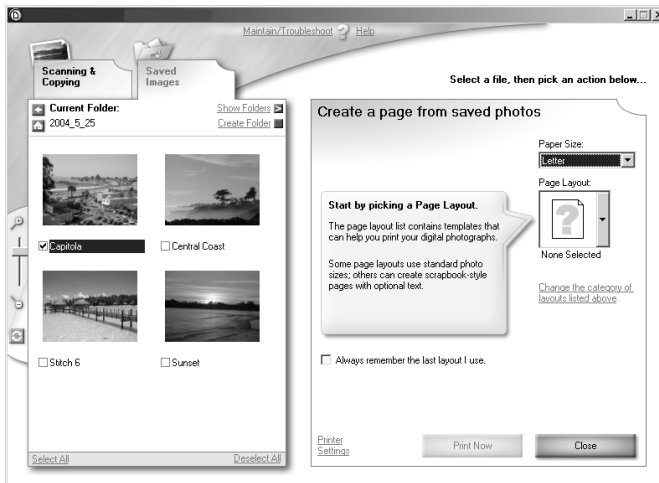 Maintain/Troubleshoot ? Help
Scanning &
Copying
Saved
Images
Select a file, then pick an action below...
Current Folder:
Show Folders
2004_5_25
Create Folder
Capitola
Central Coast
Stitch 6
Sunset
Select All
Deselect All
Create a page from saved photos
Paper Size:
Letter
Page Layout:
?
None Selected
Change the category of
layouts listed above
Start by picking a Page Layout.
The page layout list contains templates that
can help you print your digital photographs.
Some page layouts use standard photo
sizes; others can create scrapbook-style
pages with optional text.
Always remember the last layout I use.
Printer
Settings
Print Now
Close